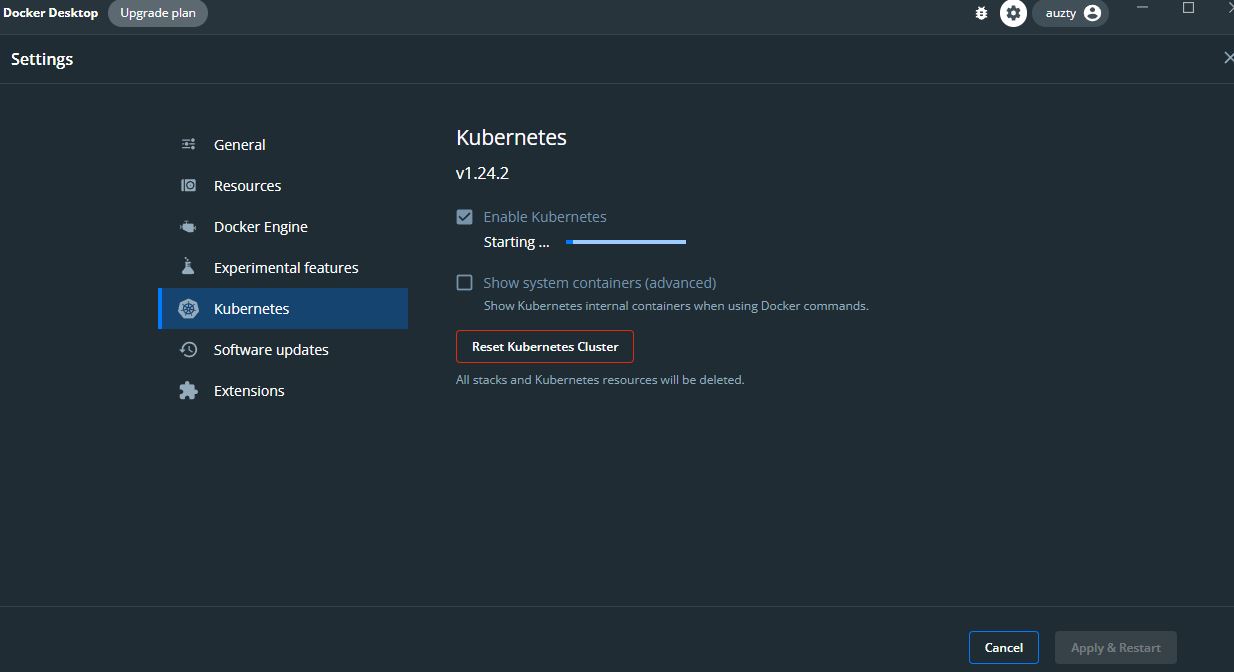 Docker Desktop Upgrade plan auzty
Settings
General
Resources
Docker Engine
Experimental features
Kubernetes
Software updates
Extensions
Kubernetes
v1.24.2
Enable Kubernetes
Starting ...
Show system containers (advanced)
Show Kubernetes internal containers when using Docker commands.
Reset Kubernetes Cluster
All stacks and Kubernetes resources will be deleted.
Cancel Apply & Restart